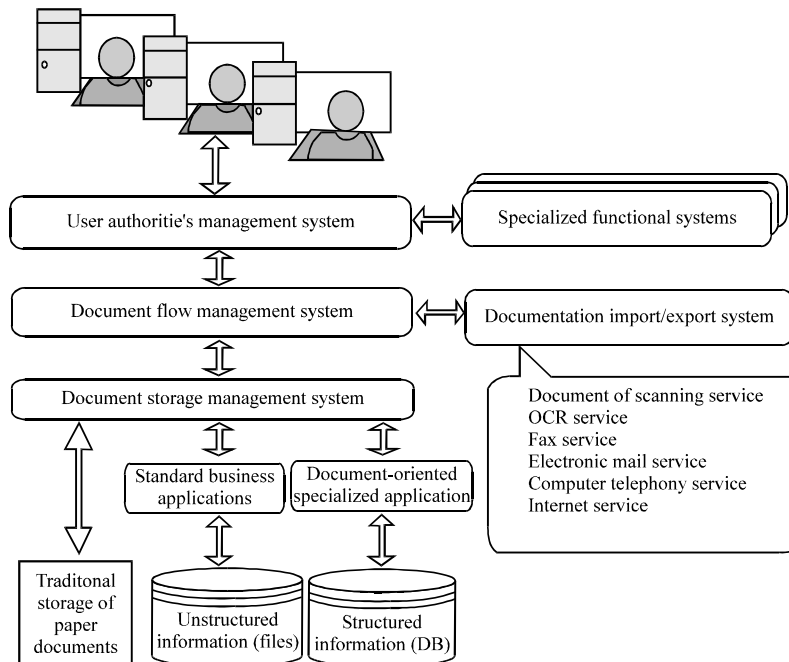 User authoritie's management system
Specialized functional systems
Document flow management system
Documentation import/export system
Document storage management system
Document of scanning service
OCR service
Fax service
Electronic mail service
Computer telephony service
Internet service
Standard business
applications
Document-oriented
specialized application
Traditonal
storage of
paper
documents
Unstructured
information (files)
Structured
information (DB)